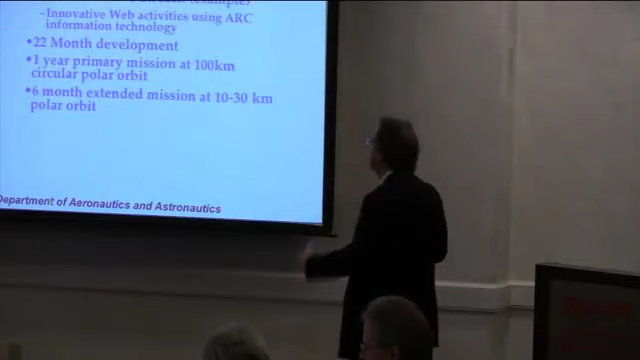 -Innovative Web activities using ARC
information technology
•22 Month development
•1 year primary mission at 100km
circular polar orbit
•6 month extended mission at 10-30 km
polar orbit
Department of Aeronautics and Astronautics